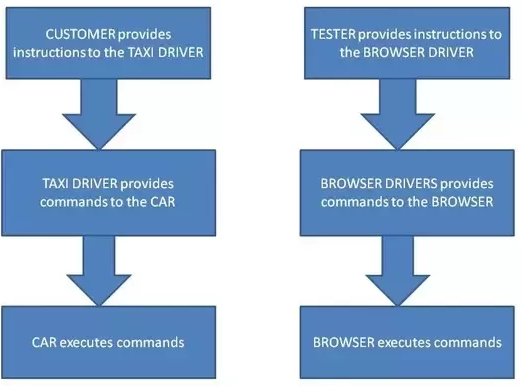 CUSTOMER provides
instructions to the TAXI DRIVER
TAXI DRIVER provides
commands to the CAR
CAR executes commands
TESTER provides instructions to
the BROWSER DRIVER
BROWSER DRIVERS provides
commands to the BROWSER
BROWSER executes commands